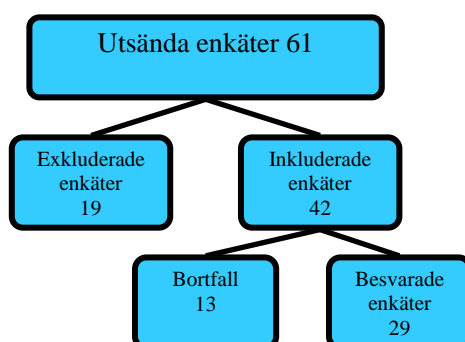 Utsända enkäter 61
Exkluderade
enkäter
19
Inkluderade
enkäter
42
Bortfall
13
Besvarade
enkäter
29